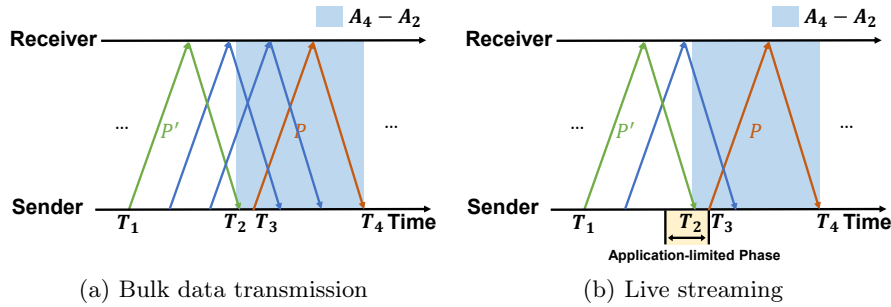 A₄ − A₂
Receiver
...
P′
P
...
Sender
T₁
T₂
T₃
T₄
Time
(a) Bulk data transmission
A₄ − A₂
Receiver
...
P′
P
...
Sender
T₁
T₂
T₃
T₄
Time
Application-limited Phase
(b) Live streaming